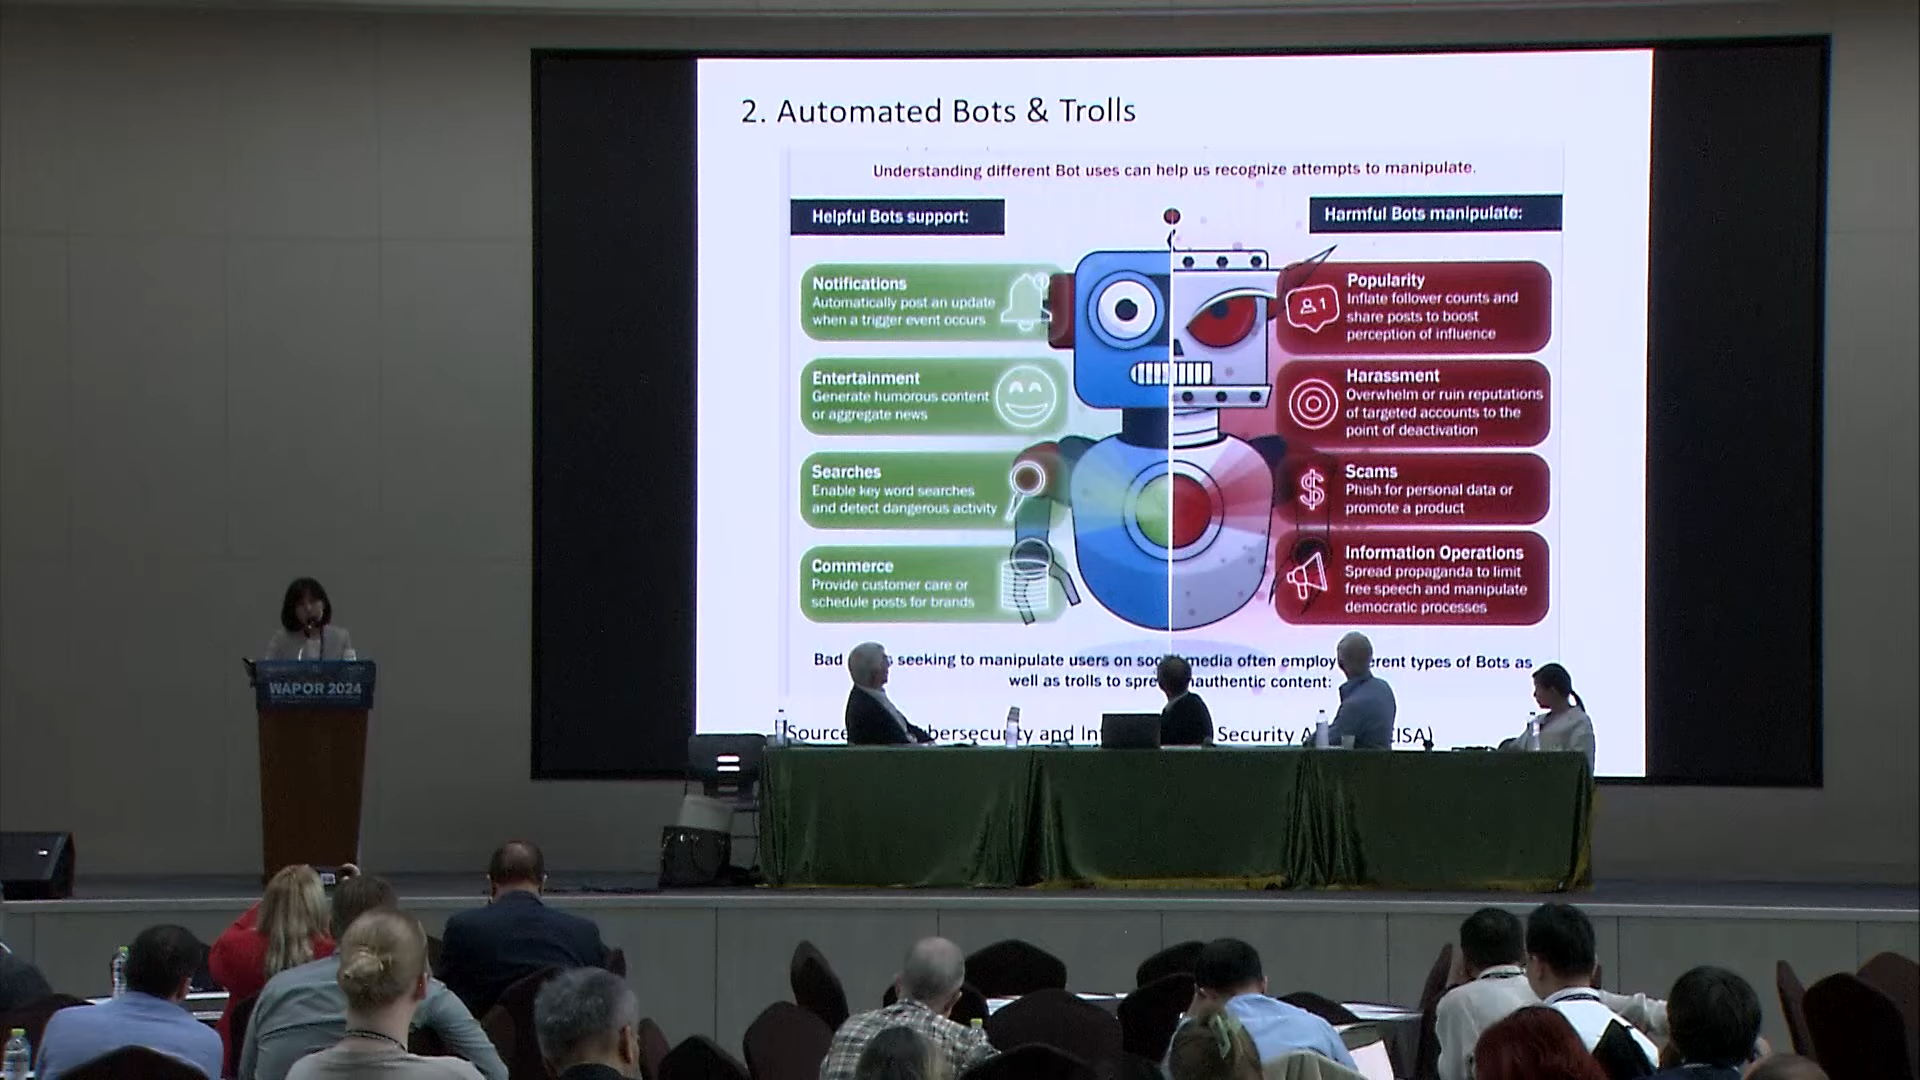 2. Automated Bots & Trolls
Understanding different Bot uses can help us recognize attempts to manipulate.
Helpful Bots support:
Notifications
Automatically post an update
when a trigger event occurs
Entertainment
Generate humorous content
or aggregate news
Searches
Enable key word searches
and detect dangerous activity
Commerce
Provide customer care or
schedule posts for brands
Harmful Bots manipulate:
1
Popularity
Inflate follower counts and
share posts to boost
perception of influence
Harassment
Overwhelm or ruin reputations
of targeted accounts to the
point of deactivation
$
Scams
Phish for personal data or
promote a product
Information Operations
Spread propaganda to limit
free speech and manipulate
democratic processes
Bad seeking to manipulate users on media often employ types of Bots as
well as trolls to content:
Source and Security
WAPOR 2024